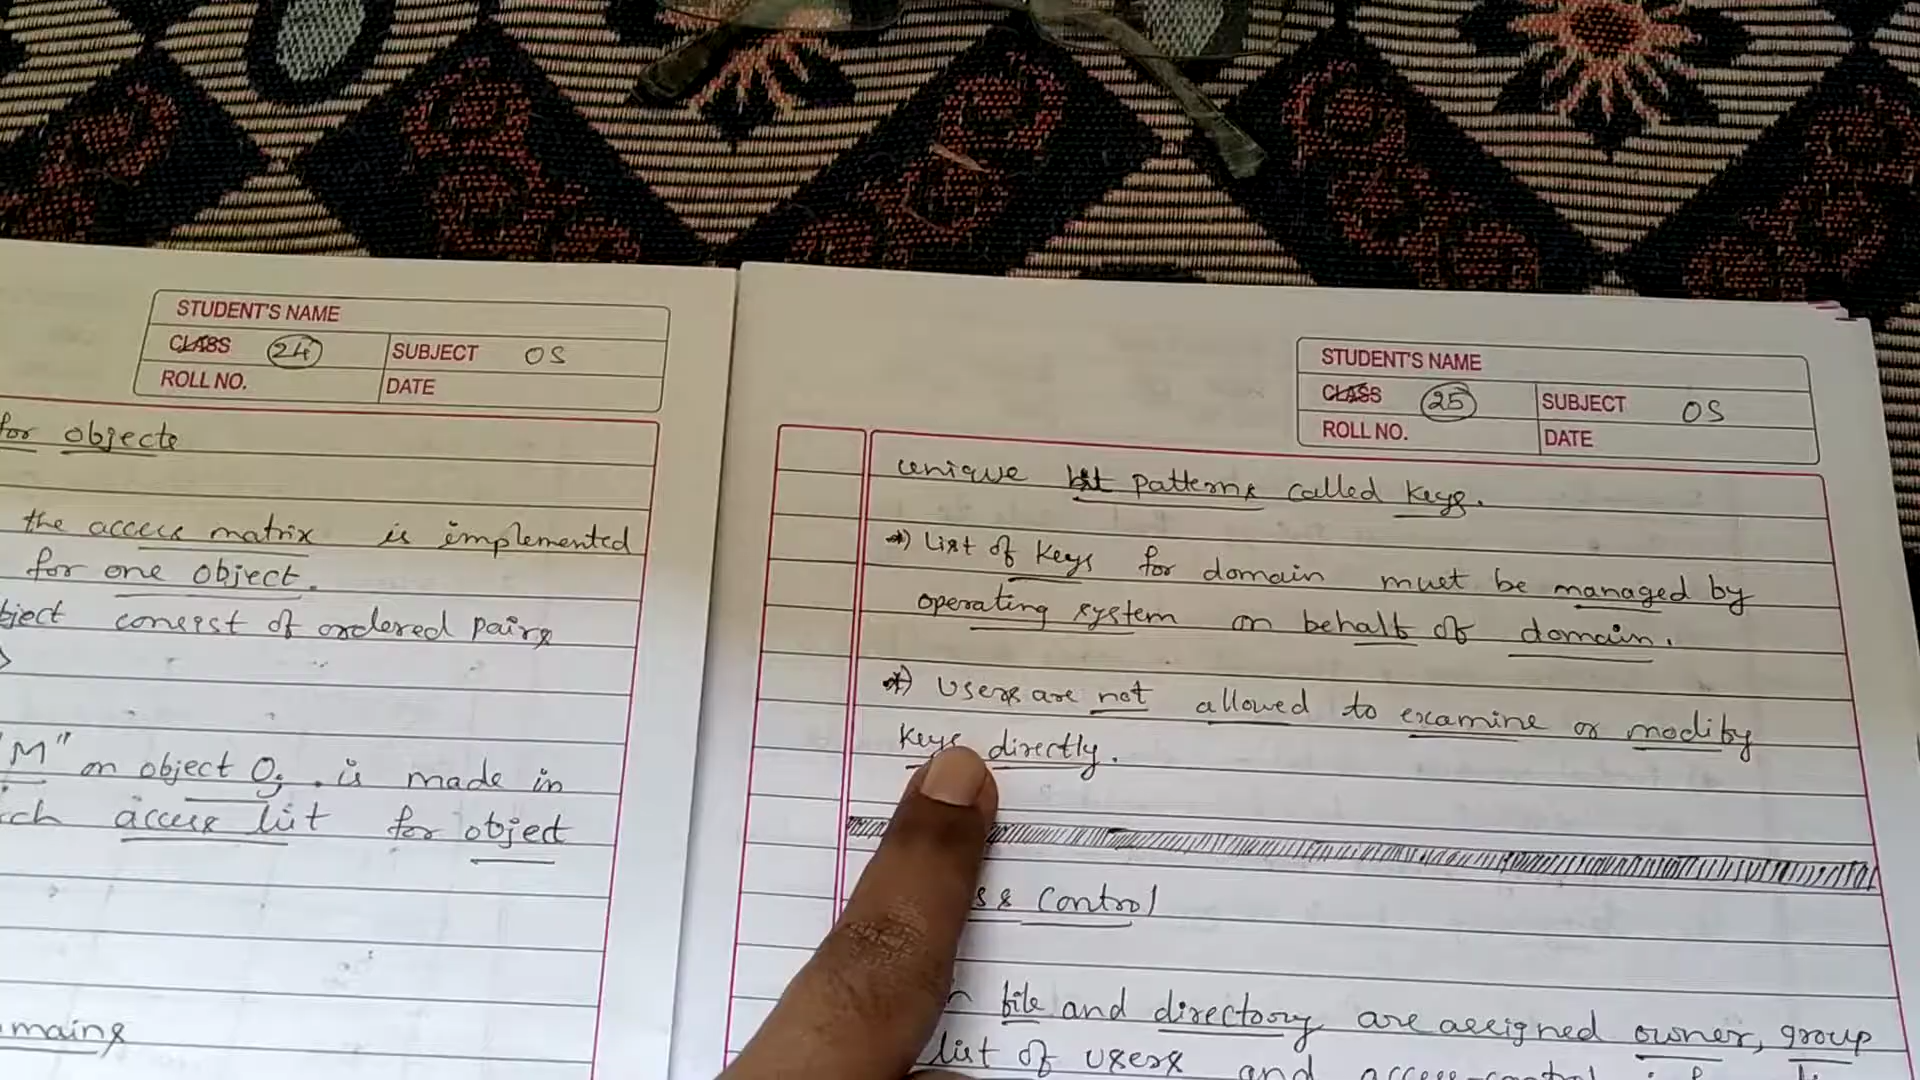 STUDENT'S NAME
CLASS 24 SUBJECT OS
ROLL NO. DATE
for objects
the access matrix is implemented
for one object.
bject consist of ordered pairs
"M" on object Oj is made in
ch access list for object
mains
STUDENT'S NAME
CLASS 25 SUBJECT OS
ROLL NO. DATE
unique bit patterns called keys.
*) List of keys for domain must be managed by
operating system on behalf of domain.
*) Users are not allowed to examine or modify
keys directly.
ss Control
file and directory are assigned owner, group
list of users and access-control